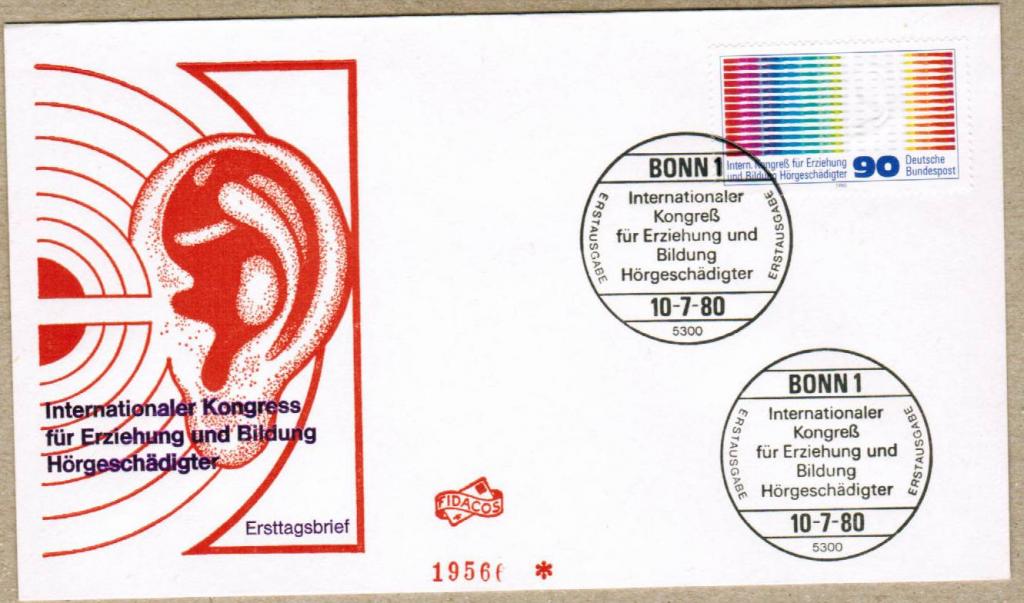 Internationaler Kongress
für Erziehung und Bildung
Hörgeschädigter
Ersttagsbrief
FIDACOS
1956 *
Intern. Kongreß für Erziehung
und Bildung Hörgeschädigter
90
Deutsche
Bundespost
1980
BONN 1
ERSTAUSGABE
Internationaler
Kongreß
für Erziehung und
Bildung
Hörgeschädigter
ERSTAUSGABE
10-7-80
5300
BONN 1
ERSTAUSGABE
Internationaler
Kongreß
für Erziehung und
Bildung
Hörgeschädigter
ERSTAUSGABE
10-7-80
5300